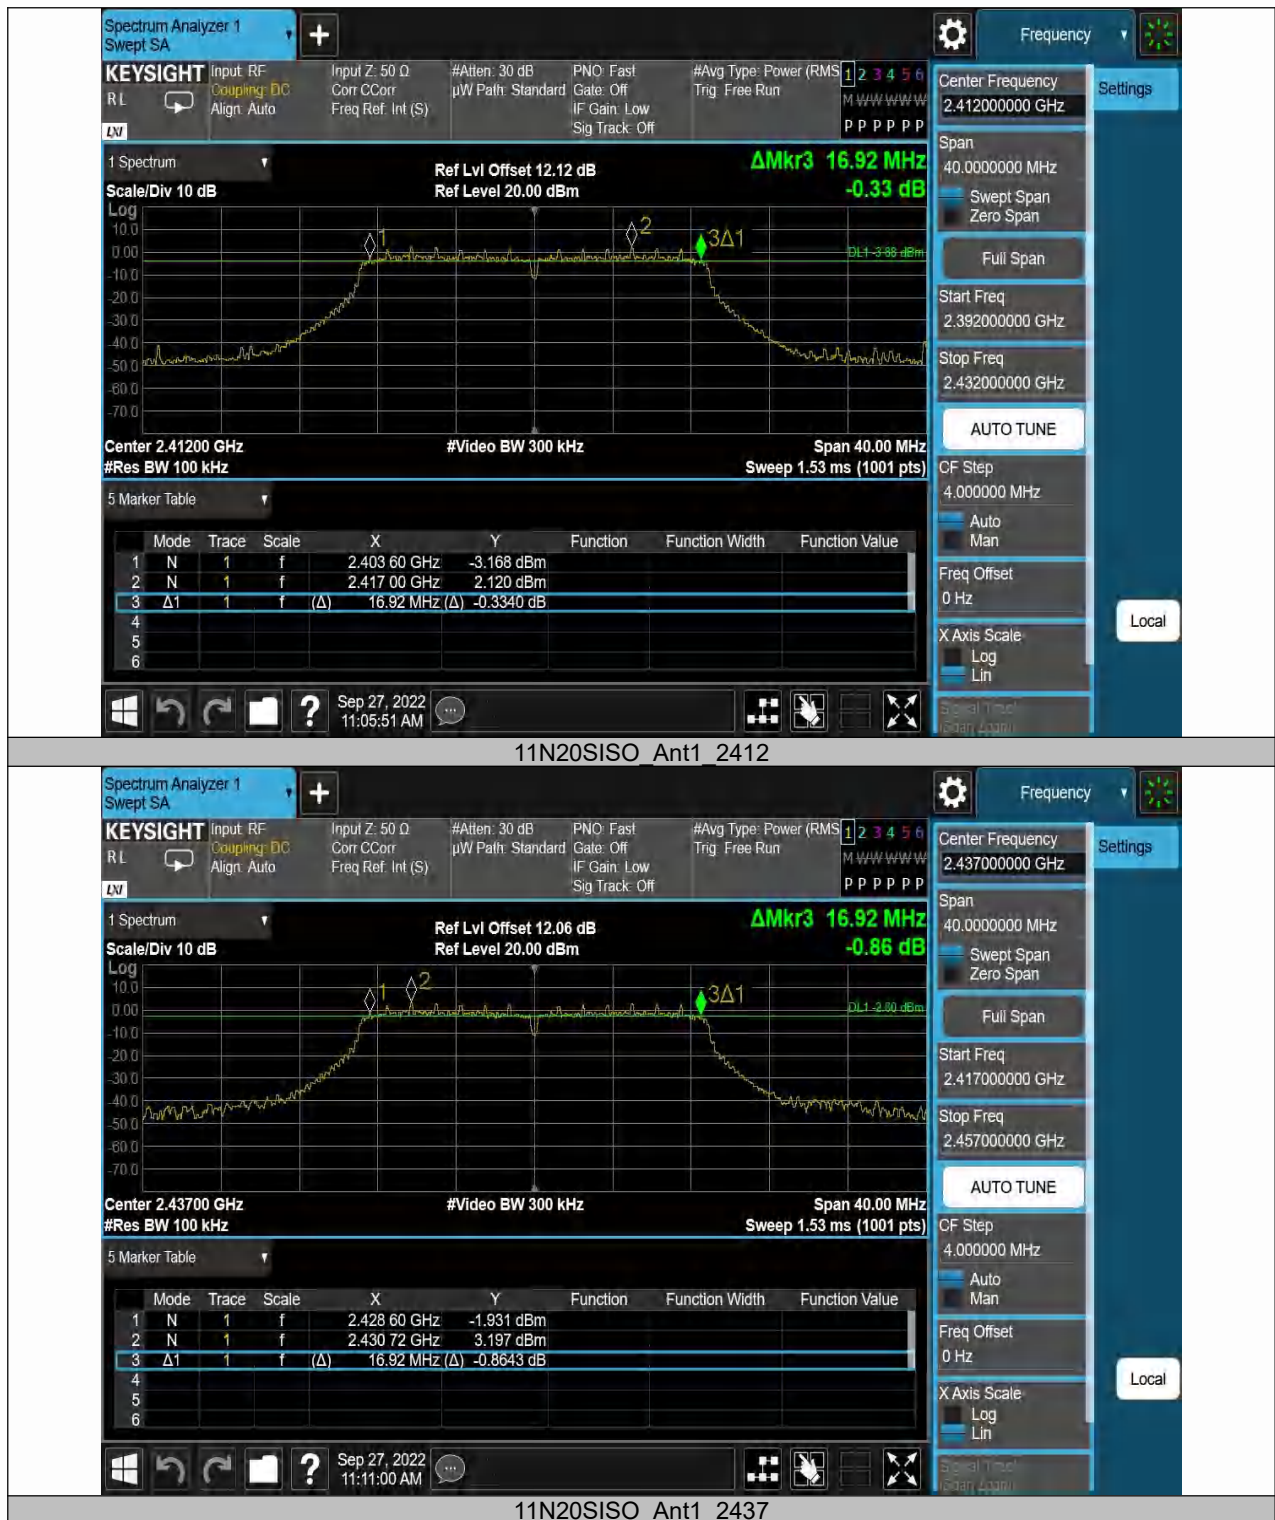 Spectrum Analyzer 1
Swept SA
+
Frequency
KEYSIGHT
R L
LXI
Input: RF
Coupling: DC
Align: Auto
Input Z: 50 Ω
Corr CCorr
Freq Ref: Int (S)
#Atten: 30 dB
µW Path: Standard
PNO: Fast
Gate: Off
IF Gain: Low
Sig Track: Off
#Avg Type: Power (RMS
Trig: Free Run
1 2 3 4 5 6
M W W W W W
P P P P P P
Center Frequency
2.412000000 GHz
Settings
Span
40.0000000 MHz
Swept Span
Zero Span
Full Span
Start Freq
2.392000000 GHz
Stop Freq
2.432000000 GHz
AUTO TUNE
CF Step
4.000000 MHz
Auto
Man
Freq Offset
0 Hz
X Axis Scale
Log
Lin
Local
1 Spectrum
Scale/Div 10 dB
Ref Lvl Offset 12.12 dB
Ref Level 20.00 dBm
ΔMkr3 16.92 MHz
-0.33 dB
Log
10.0
0.00
-10.0
-20.0
-30.0
-40.0
-50.0
-60.0
-70.0
1
2
3Δ1
DL1 -3.88 dBm
Center 2.41200 GHz
#Video BW 300 kHz
Span 40.00 MHz
#Res BW 100 kHz
Sweep 1.53 ms (1001 pts)
5 Marker Table
Mode Trace Scale X Y Function Function Width Function Value
1 N 1 f 2.403 60 GHz -3.168 dBm
2 N 1 f 2.417 00 GHz 2.120 dBm
3 Δ1 1 f (Δ) 16.92 MHz (Δ) -0.3340 dB
4
5
6
?
Sep 27, 2022
11:05:51 AM
11N20SISO_Ant1_2412
Spectrum Analyzer 1
Swept SA
+
Frequency
KEYSIGHT
R L
LXI
Input: RF
Coupling: DC
Align: Auto
Input Z: 50 Ω
Corr CCorr
Freq Ref: Int (S)
#Atten: 30 dB
µW Path: Standard
PNO: Fast
Gate: Off
IF Gain: Low
Sig Track: Off
#Avg Type: Power (RMS
Trig: Free Run
1 2 3 4 5 6
M W W W W W
P P P P P P
Center Frequency
2.437000000 GHz
Settings
Span
40.0000000 MHz
Swept Span
Zero Span
Full Span
Start Freq
2.417000000 GHz
Stop Freq
2.457000000 GHz
AUTO TUNE
CF Step
4.000000 MHz
Auto
Man
Freq Offset
0 Hz
X Axis Scale
Log
Lin
Local
1 Spectrum
Scale/Div 10 dB
Ref Lvl Offset 12.06 dB
Ref Level 20.00 dBm
ΔMkr3 16.92 MHz
-0.86 dB
Log
10.0
0.00
-10.0
-20.0
-30.0
-40.0
-50.0
-60.0
-70.0
1
2
3Δ1
DL1 -2.80 dBm
Center 2.43700 GHz
#Video BW 300 kHz
Span 40.00 MHz
#Res BW 100 kHz
Sweep 1.53 ms (1001 pts)
5 Marker Table
Mode Trace Scale X Y Function Function Width Function Value
1 N 1 f 2.428 60 GHz -1.931 dBm
2 N 1 f 2.430 72 GHz 3.197 dBm
3 Δ1 1 f (Δ) 16.92 MHz (Δ) -0.8643 dB
4
5
6
?
Sep 27, 2022
11:11:00 AM
11N20SISO_Ant1_2437